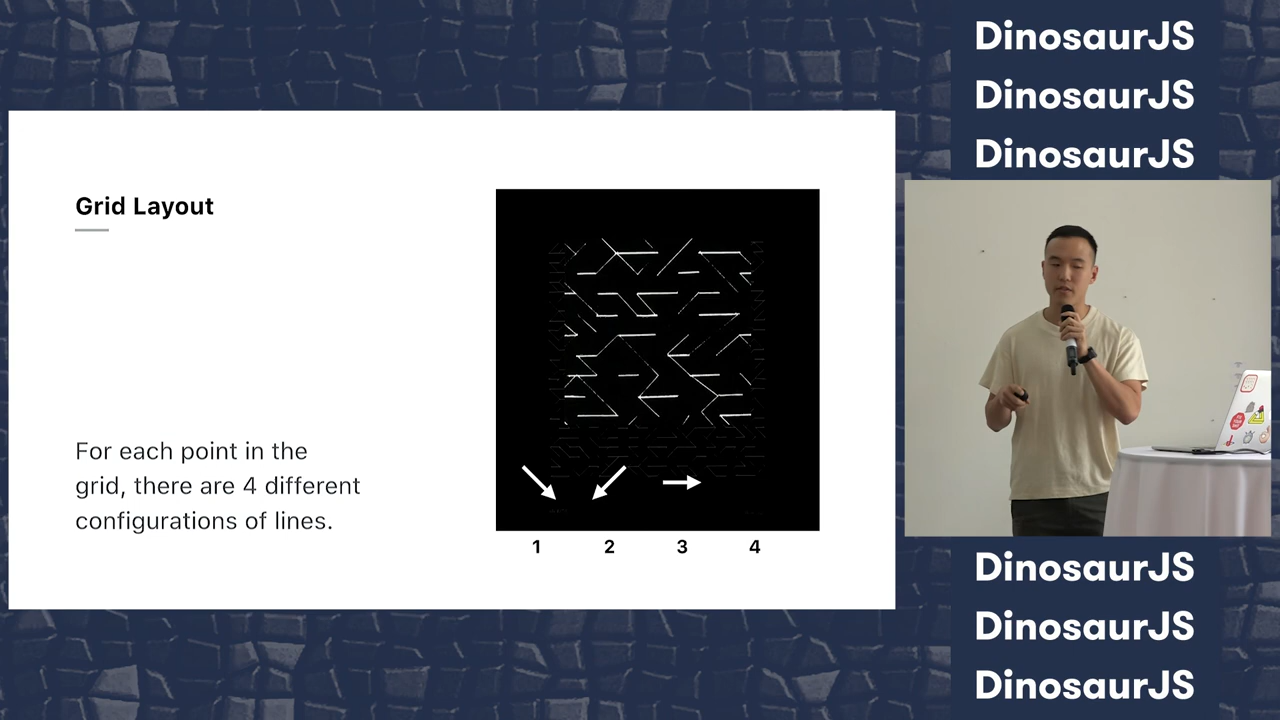 DinosaurJS
DinosaurJS
DinosaurJS
Grid Layout
For each point in the
grid, there are 4 different
configurations of lines.
1 2 3 4
DinosaurJS
DinosaurJS
DinosaurJS